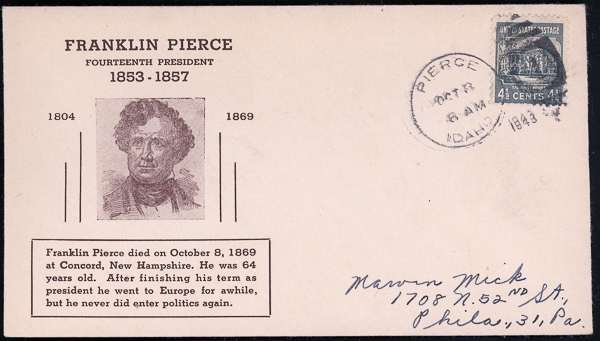 FRANKLIN PIERCE
FOURTEENTH PRESIDENT
1853 - 1857
1804
1869
Franklin Pierce died on October 8, 1869
at Concord, New Hampshire. He was 64
years old. After finishing his term as
president he went to Europe for awhile,
but he never did enter politics again.
UNITED STATES POSTAGE
4½ CENTS 4½
PIERCE
OCT 8
8 AM
IDAHO
1943
Marvin Mick
1708 N. 52ND St.,
Phila., 31, Pa.